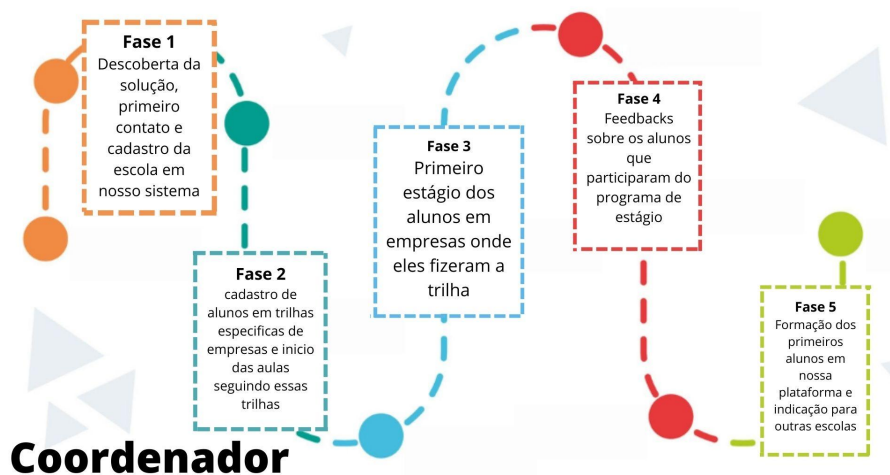 Fase 1
Descoberta da
solução,
primeiro
contato e
cadastro da
escola em
nosso sistema
Fase 2
cadastro de
alunos em trilhas
especificas de
empresas e inicio
das aulas
seguindo essas
trilhas
Fase 3
Primeiro
estágio dos
alunos em
empresas onde
eles fizeram a
trilha
Fase 4
Feedbacks
sobre os alunos
que
participaram do
programa de
estágio
Fase 5
Formação dos
primeiros
alunos em
nossa
plataforma e
indicação para
outras escolas
Coordenador